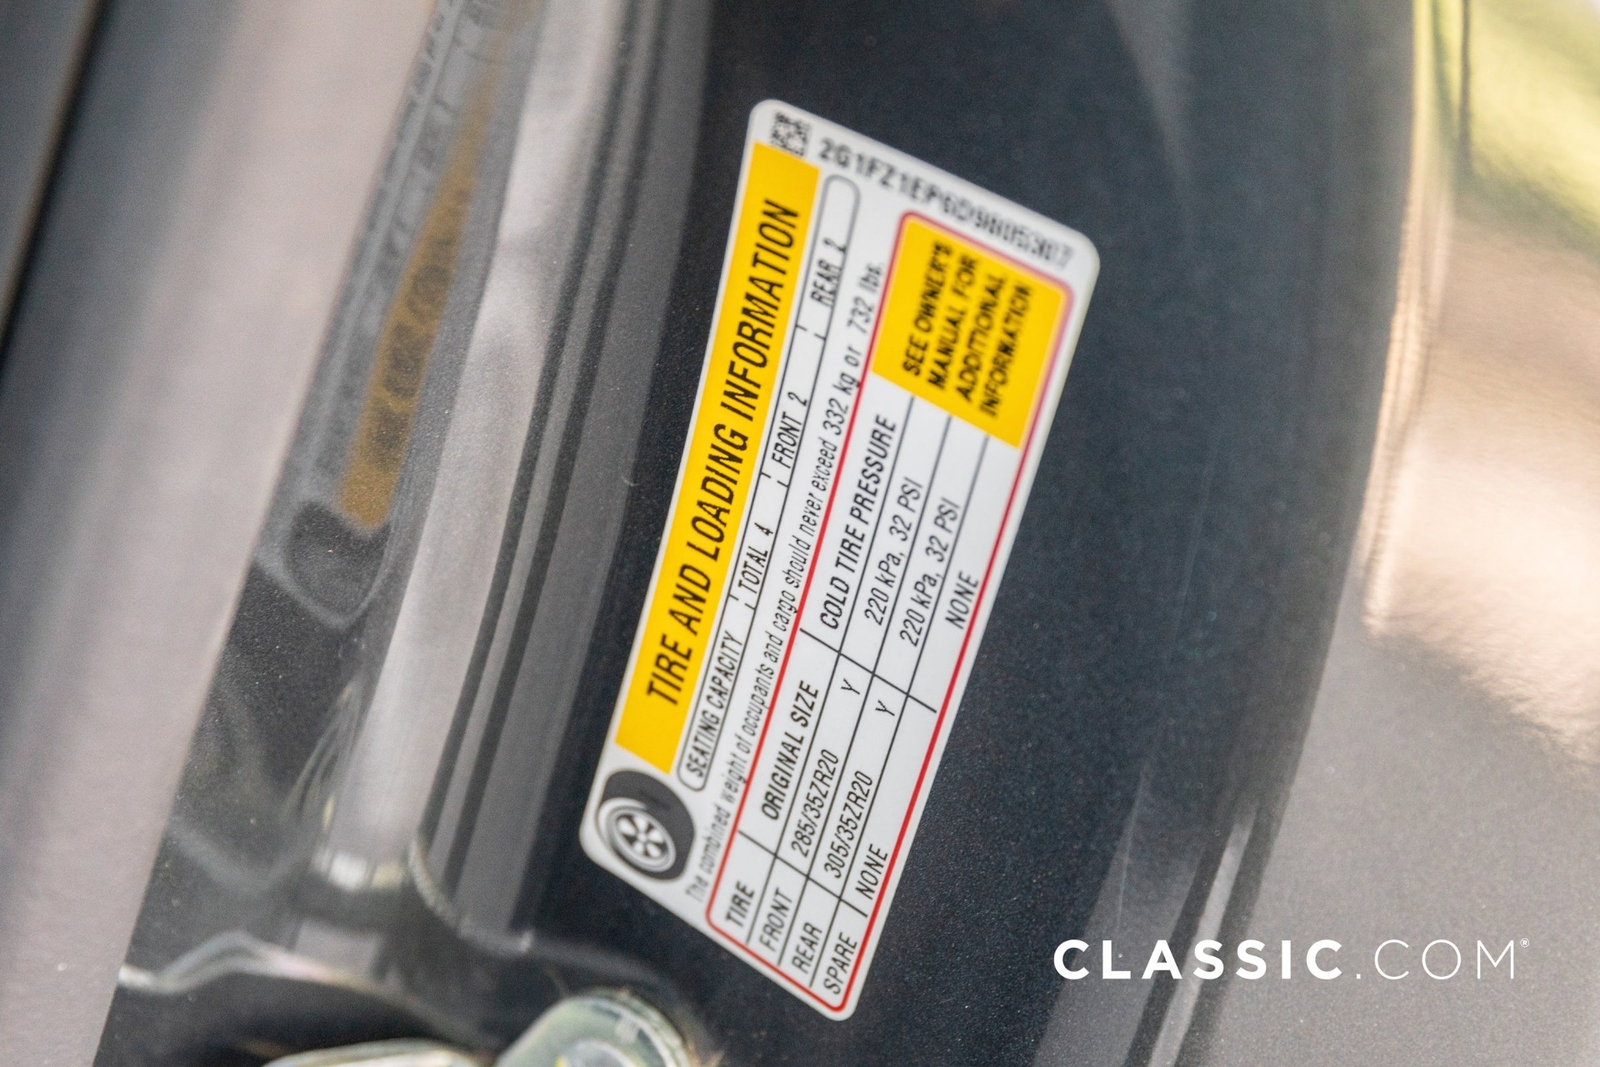 2G1FZ1EP6D9805307
TIRE AND LOADING INFORMATION
SEATING CAPACITY TOTAL 4 FRONT 2 REAR 2
The combined weight of occupants and cargo should never exceed 332 kg or 732 lbs.
TIRE ORIGINAL SIZE COLD TIRE PRESSURE
FRONT 285/35ZR20 Y 220 kPa, 32 PSI
REAR 305/35ZR20 Y 220 kPa, 32 PSI
SPARE NONE NONE
SEE OWNER'S
MANUAL FOR
ADDITIONAL
INFORMATION
CLASSIC.COM®